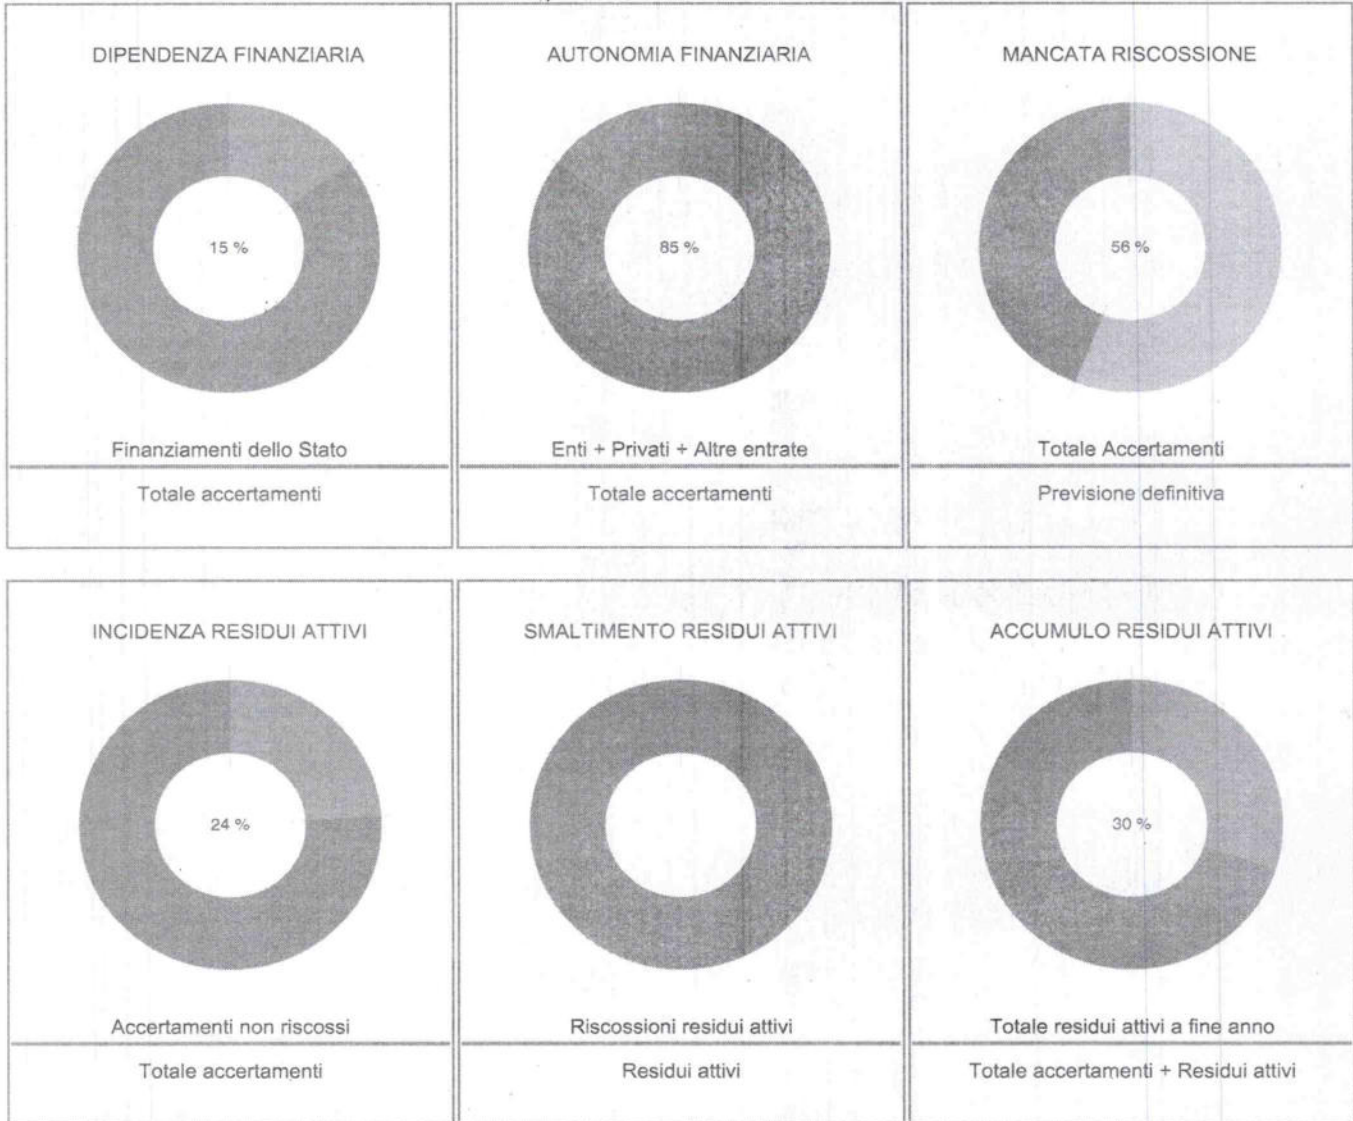 DIPENDENZA FINANZIARIA
15 %
Finanziamenti dello Stato
Totale accertamenti
AUTONOMIA FINANZIARIA
85 %
Enti + Privati + Altre entrate
Totale accertamenti
MANCATA RISCOSSIONE
56 %
Totale Accertamenti
Previsione definitiva
INCIDENZA RESIDUI ATTIVI
24 %
Accertamenti non riscossi
Totale accertamenti
SMALTIMENTO RESIDUI ATTIVI
Riscossioni residui attivi
Residui attivi
ACCUMULO RESIDUI ATTIVI
30 %
Totale residui attivi a fine anno
Totale accertamenti + Residui attivi